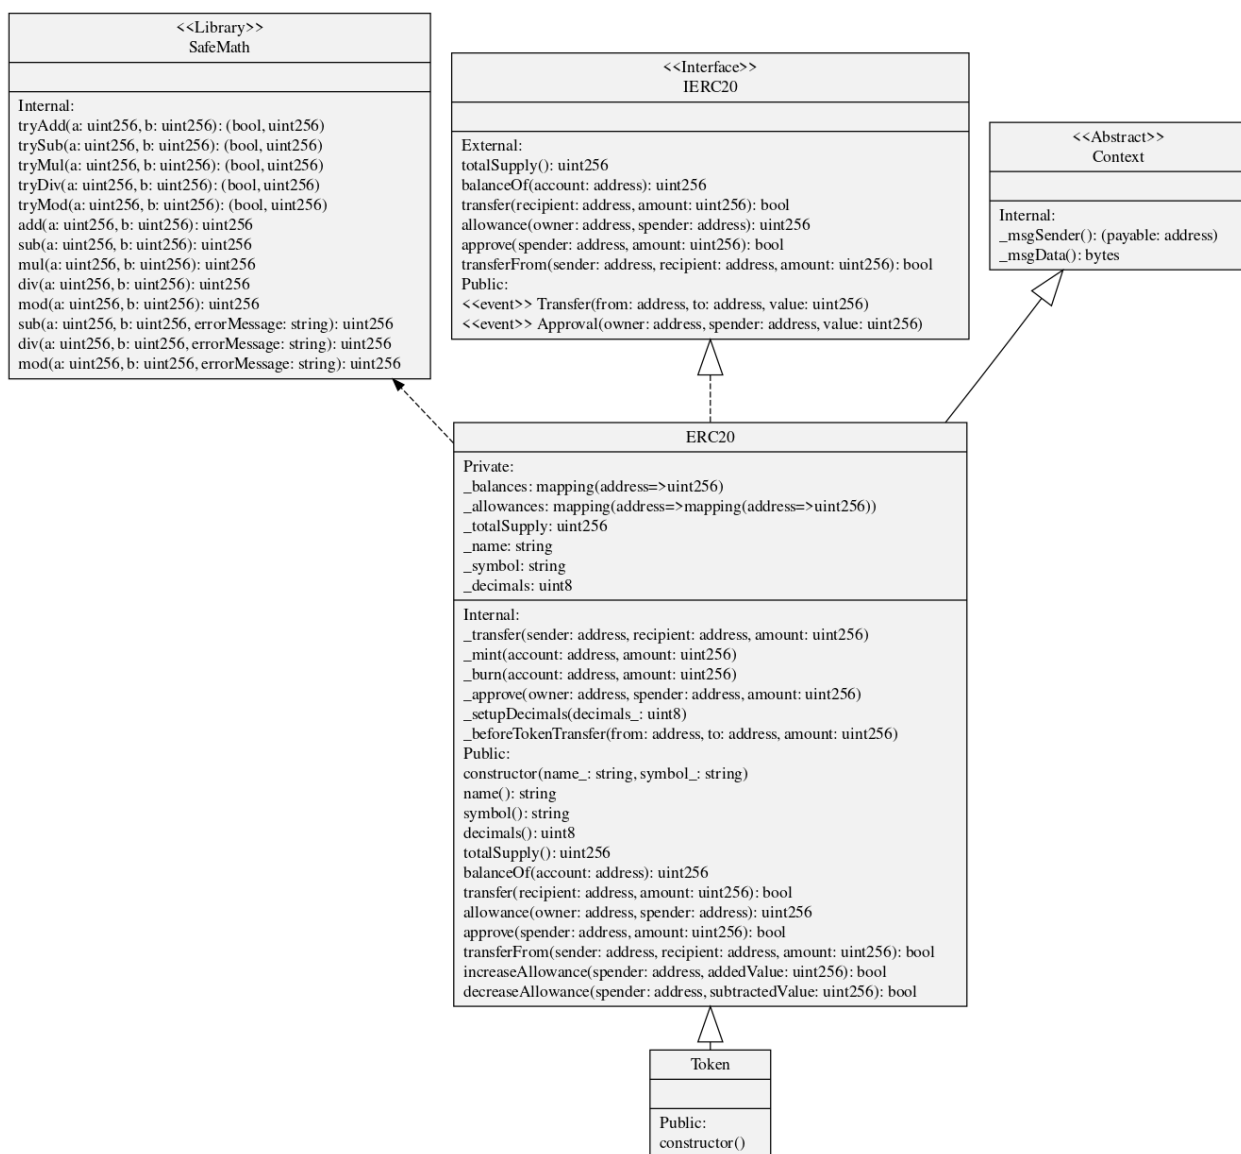 <<Library>>
SafeMath
Internal:
tryAdd(a: uint256, b: uint256): (bool, uint256)
trySub(a: uint256, b: uint256): (bool, uint256)
tryMul(a: uint256, b: uint256): (bool, uint256)
tryDiv(a: uint256, b: uint256): (bool, uint256)
tryMod(a: uint256, b: uint256): (bool, uint256)
add(a: uint256, b: uint256): uint256
sub(a: uint256, b: uint256): uint256
mul(a: uint256, b: uint256): uint256
div(a: uint256, b: uint256): uint256
mod(a: uint256, b: uint256): uint256
sub(a: uint256, b: uint256, errorMessage: string): uint256
div(a: uint256, b: uint256, errorMessage: string): uint256
mod(a: uint256, b: uint256, errorMessage: string): uint256
<<Interface>>
IERC20
External:
totalSupply(): uint256
balanceOf(account: address): uint256
transfer(recipient: address, amount: uint256): bool
allowance(owner: address, spender: address): uint256
approve(spender: address, amount: uint256): bool
transferFrom(sender: address, recipient: address, amount: uint256): bool
Public:
<<event>> Transfer(from: address, to: address, value: uint256)
<<event>> Approval(owner: address, spender: address, value: uint256)
<<Abstract>>
Context
Internal:
_msgSender(): (payable: address)
_msgData(): bytes
ERC20
Private:
_balances: mapping(address=>uint256)
_allowances: mapping(address=>mapping(address=>uint256))
_totalSupply: uint256
_name: string
_symbol: string
_decimals: uint8
Internal:
_transfer(sender: address, recipient: address, amount: uint256)
_mint(account: address, amount: uint256)
_burn(account: address, amount: uint256)
_approve(owner: address, spender: address, amount: uint256)
_setupDecimals(decimals_: uint8)
_beforeTokenTransfer(from: address, to: address, amount: uint256)
Public:
constructor(name_: string, symbol_: string)
name(): string
symbol(): string
decimals(): uint8
totalSupply(): uint256
balanceOf(account: address): uint256
transfer(recipient: address, amount: uint256): bool
allowance(owner: address, spender: address): uint256
approve(spender: address, amount: uint256): bool
transferFrom(sender: address, recipient: address, amount: uint256): bool
increaseAllowance(spender: address, addedValue: uint256): bool
decreaseAllowance(spender: address, subtractedValue: uint256): bool
Token
Public:
constructor()